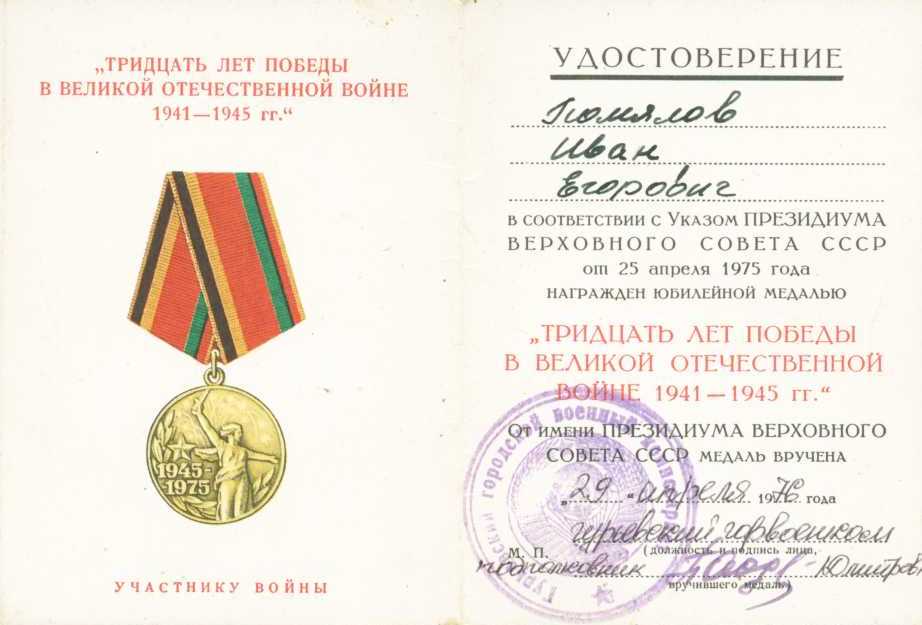 „ТРИДЦАТЬ ЛЕТ ПОБЕДЫ
В ВЕЛИКОЙ ОТЕЧЕСТВЕННОЙ ВОЙНЕ
1941—1945 гг.“
1945-
-1975
УЧАСТНИКУ ВОЙНЫ
УДОСТОВЕРЕНИЕ
Помялов
Иван
Егорович
В СООТВЕТСТВИИ С УКАЗОМ ПРЕЗИДИУМА
ВЕРХОВНОГО СОВЕТА СССР
от 25 апреля 1975 года
НАГРАЖДЕН ЮБИЛЕЙНОЙ МЕДАЛЬЮ
„ТРИДЦАТЬ ЛЕТ ПОБЕДЫ
В ВЕЛИКОЙ ОТЕЧЕСТВЕННОЙ
ВОЙНЕ 1941—1945 гг.“
ОТ ИМЕНИ ПРЕЗИДИУМА ВЕРХОВНОГО
СОВЕТА СССР МЕДАЛЬ ВРУЧЕНА
„29“ апреля 1976 года
гурьевский горвоенком
М. П.
(должность и подпись лица,
подполковник
вручившего медаль)
городской военный